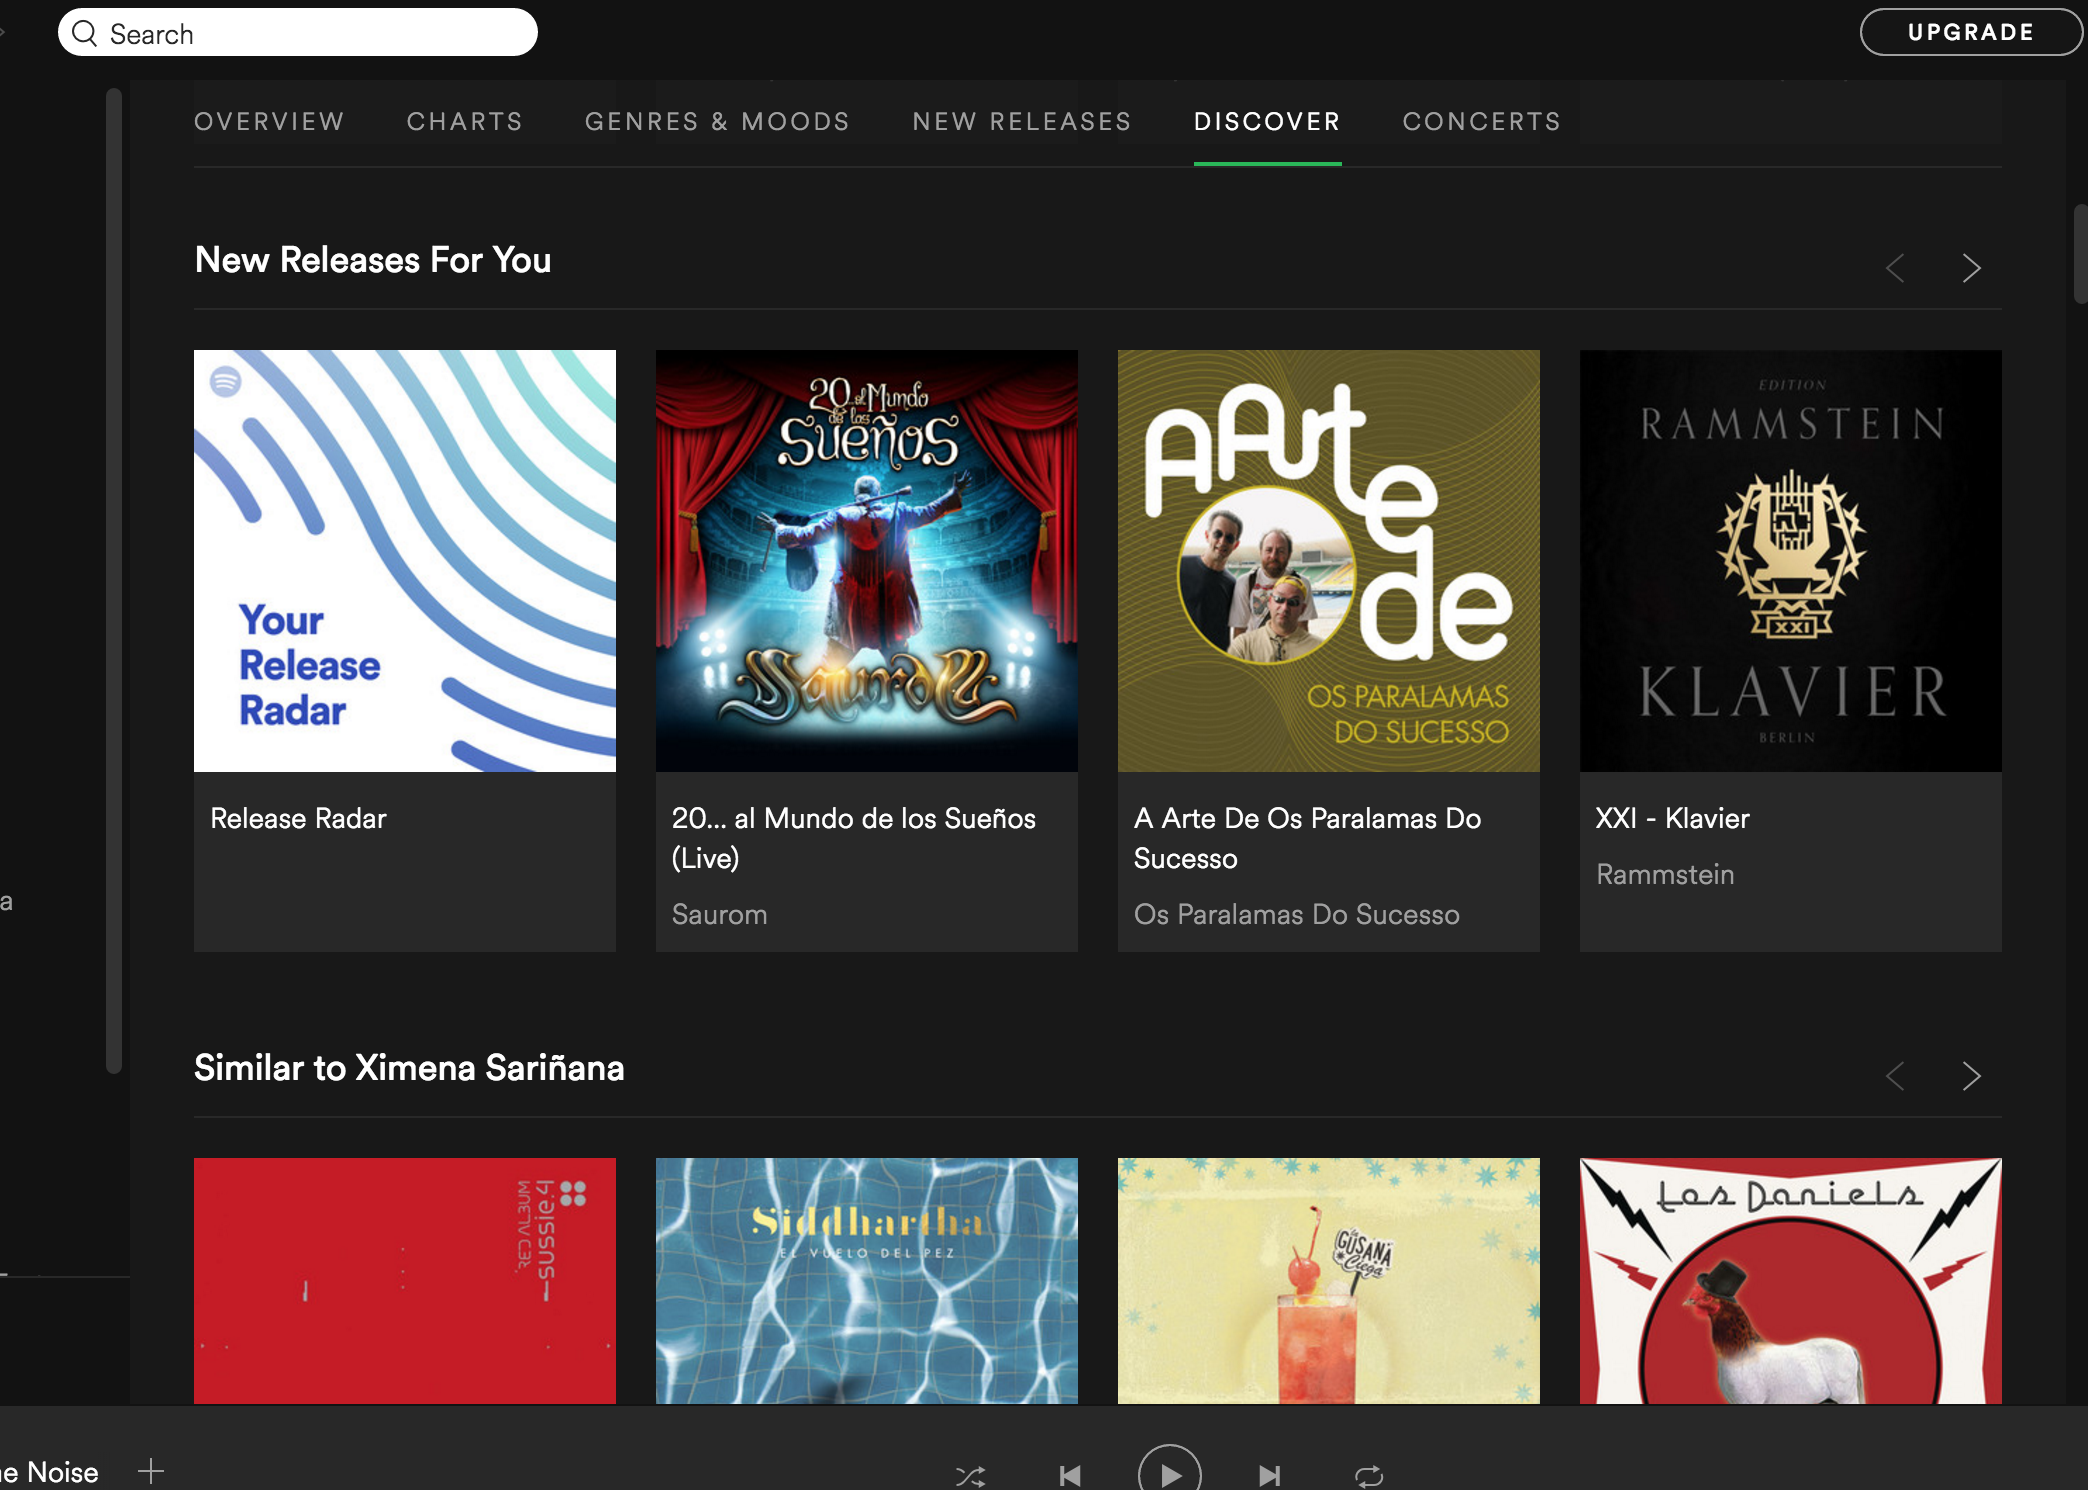 Search
UPGRADE
OVERVIEW
CHARTS
GENRES & MOODS
NEW RELEASES
DISCOVER
CONCERTS
New Releases For You
Your
Release
Radar
20...al Mundo
de los
Sueños
Saurom
A Arte
de
OS PARALAMAS
DO SUCESSO
EDITION
RAMMSTEIN
XXI
KLAVIER
BERLIN
Release Radar
20... al Mundo de los Sueños
(Live)
Saurom
A Arte De Os Paralamas Do
Sucesso
Os Paralamas Do Sucesso
XXI - Klavier
Rammstein
a
Similar to Ximena Sariñana
RED ALBUM
sussie.4
Siddhartha
EL VUELO DEL PEZ
la
GUSANA
Ciega
Los Daniels
e Noise